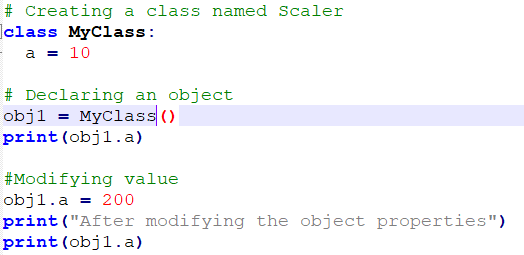 # Creating a class named Scaler
class MyClass:
  a = 10
# Declaring an object
obj1 = MyClass()
print(obj1.a)
#Modifying value
obj1.a = 200
print("After modifying the object properties")
print(obj1.a)